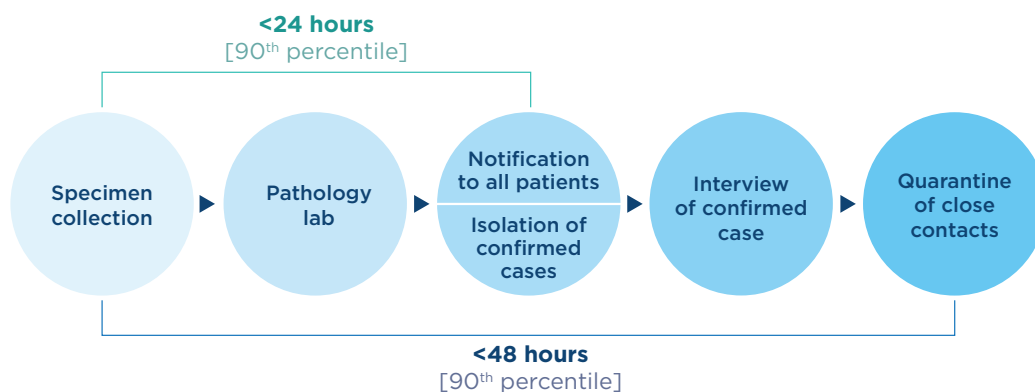 <24 hours
[90th percentile]
Specimen
collection
Pathology
lab
Notification
to all patients
Isolation of
confirmed
cases
Interview
of confirmed
case
Quarantine
of close
contacts
<48 hours
[90th percentile]